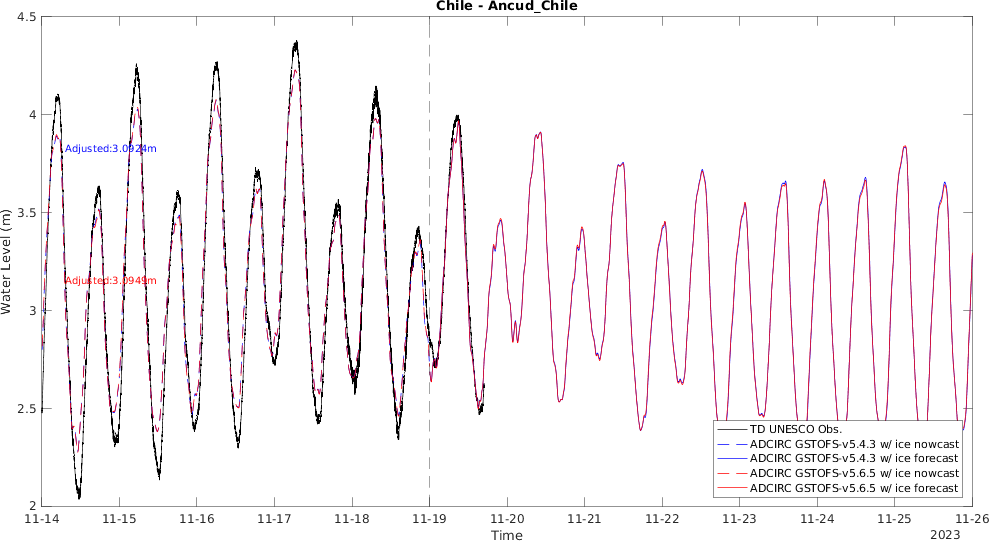 Chile - Ancud_Chile
4.5
4
3.5
3
2.5
2
Water Level (m)
Adjusted:3.0924m
Adjusted:3.0949m
TD UNESCO Obs.
ADCIRC GSTOFS-v5.4.3 w/ ice nowcast
ADCIRC GSTOFS-v5.4.3 w/ ice forecast
ADCIRC GSTOFS-v5.6.5 w/ ice nowcast
ADCIRC GSTOFS-v5.6.5 w/ ice forecast
11-14 11-15 11-16 11-17 11-18 11-19 11-20 11-21 11-22 11-23 11-24 11-25 11-26
Time
2023